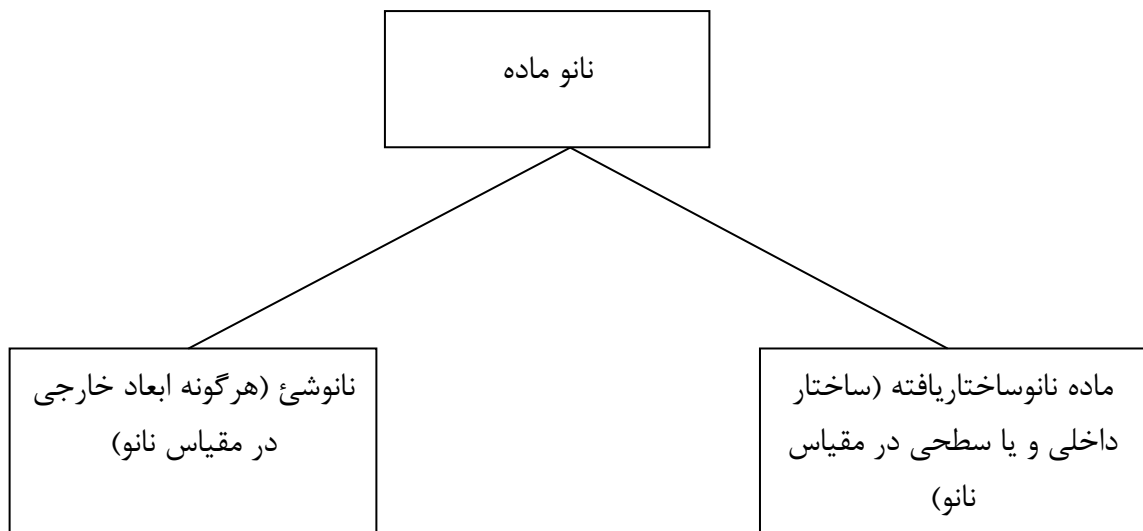 نانو ماده
ماده نانوساختاریافته (ساختار
داخلی و یا سطحی در مقیاس
نانو)
نانوشئ (هرگونه ابعاد خارجی
در مقیاس نانو)